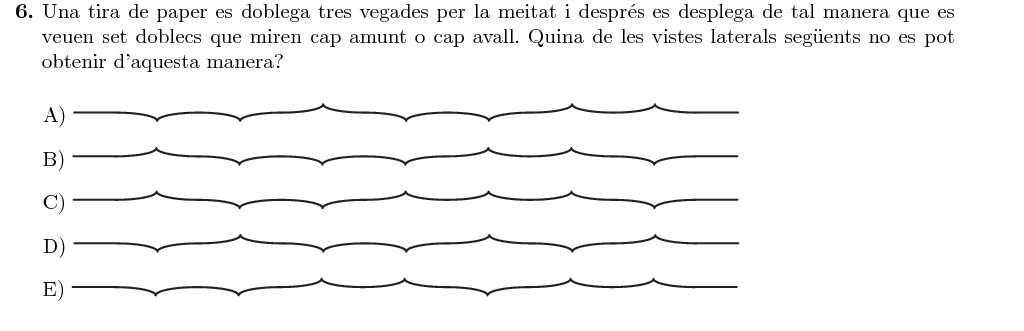 6. Una tira de paper es doblega tres vegades per la meitat i després es desplega de tal manera que es
veuen set doblecs que miren cap amunt o cap avall. Quina de les vistes laterals següents no es pot
obtenir d'aquesta manera?
A)
B)
C)
D)
E)